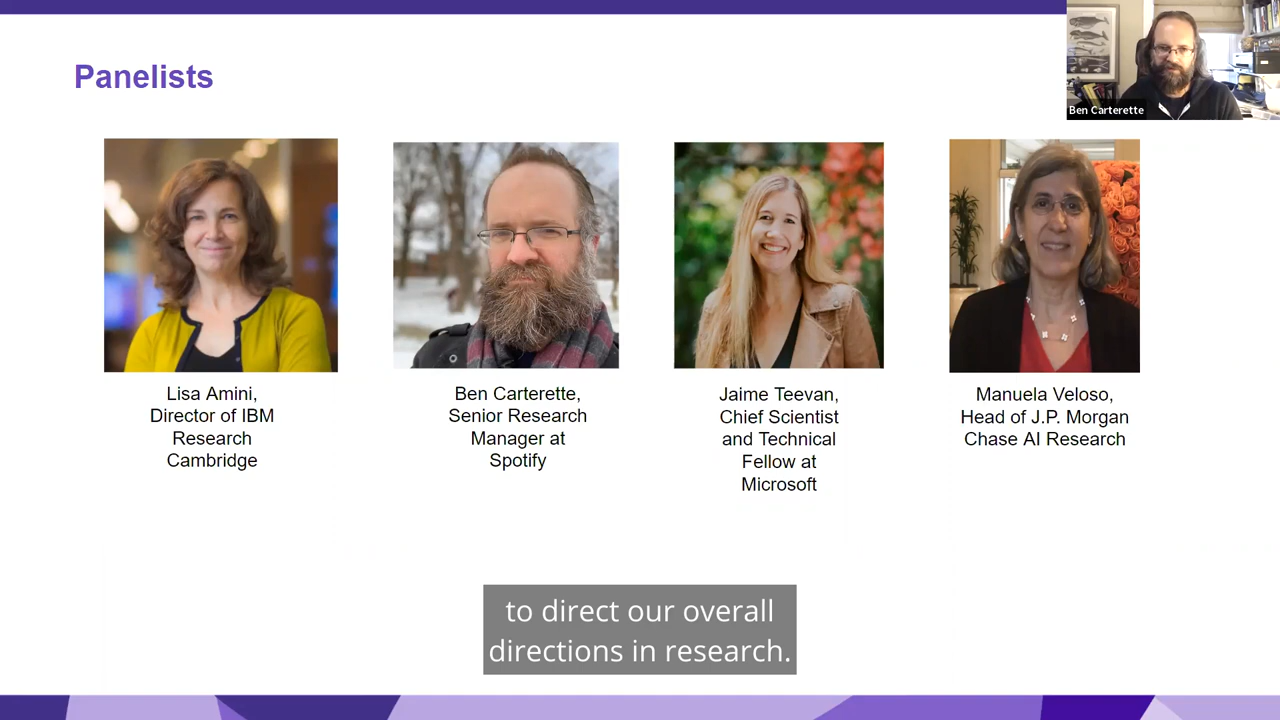 Panelists
Ben Carterette
Lisa Amini,
Director of IBM
Research
Cambridge
Ben Carterette,
Senior Research
Manager at
Spotify
Jaime Teevan,
Chief Scientist
and Technical
Fellow at
Microsoft
Manuela Veloso,
Head of J.P. Morgan
Chase AI Research
to direct our overall
directions in research.